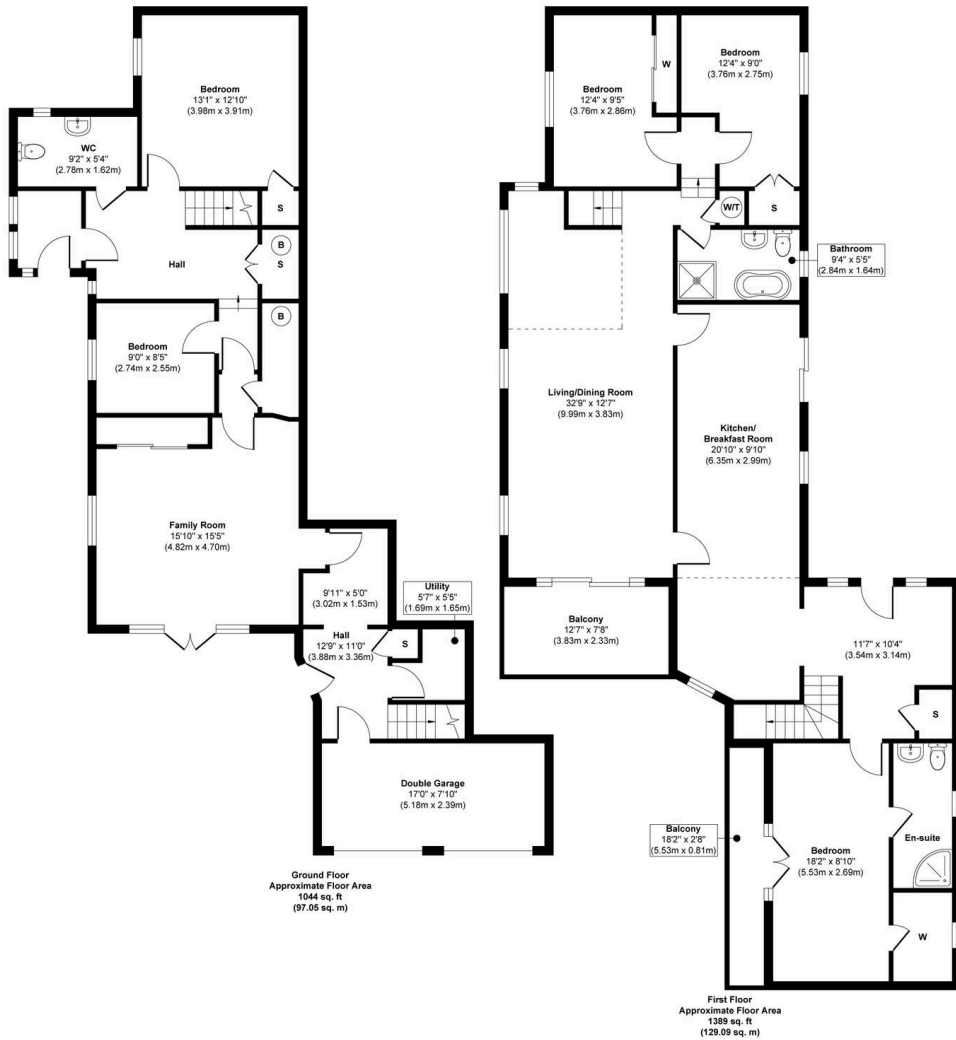 Bedroom
13'1" x 12'10"
(3.98m x 3.91m)
WC
9'2" x 5'4"
(2.78m x 1.62m)
S
B
S
Hall
B
Bedroom
9'0" x 8'5"
(2.74m x 2.55m)
Family Room
15'10" x 15'5"
(4.82m x 4.70m)
9'11" x 5'0"
(3.02m x 1.53m)
Utility
5'7" x 5'5"
(1.69m x 1.65m)
Hall
12'9" x 11'0"
(3.88m x 3.36m)
S
Double Garage
17'0" x 7'10"
(5.18m x 2.39m)
Ground Floor
Approximate Floor Area
1044 sq. ft
(97.05 sq. m)
Bedroom
12'4" x 9'5"
(3.76m x 2.86m)
W
Bedroom
12'4" x 9'0"
(3.76m x 2.75m)
W/T
S
Bathroom
9'4" x 5'5"
(2.84m x 1.64m)
Living/Dining Room
32'9" x 12'7"
(9.99m x 3.83m)
Kitchen/
Breakfast Room
20'10" x 9'10"
(6.35m x 2.99m)
Balcony
12'7" x 7'8"
(3.83m x 2.33m)
11'7" x 10'4"
(3.54m x 3.14m)
S
Balcony
18'2" x 2'8"
(5.53m x 0.81m)
Bedroom
18'2" x 8'10"
(5.53m x 2.69m)
En-suite
W
First Floor
Approximate Floor Area
1389 sq. ft
(129.09 sq. m)